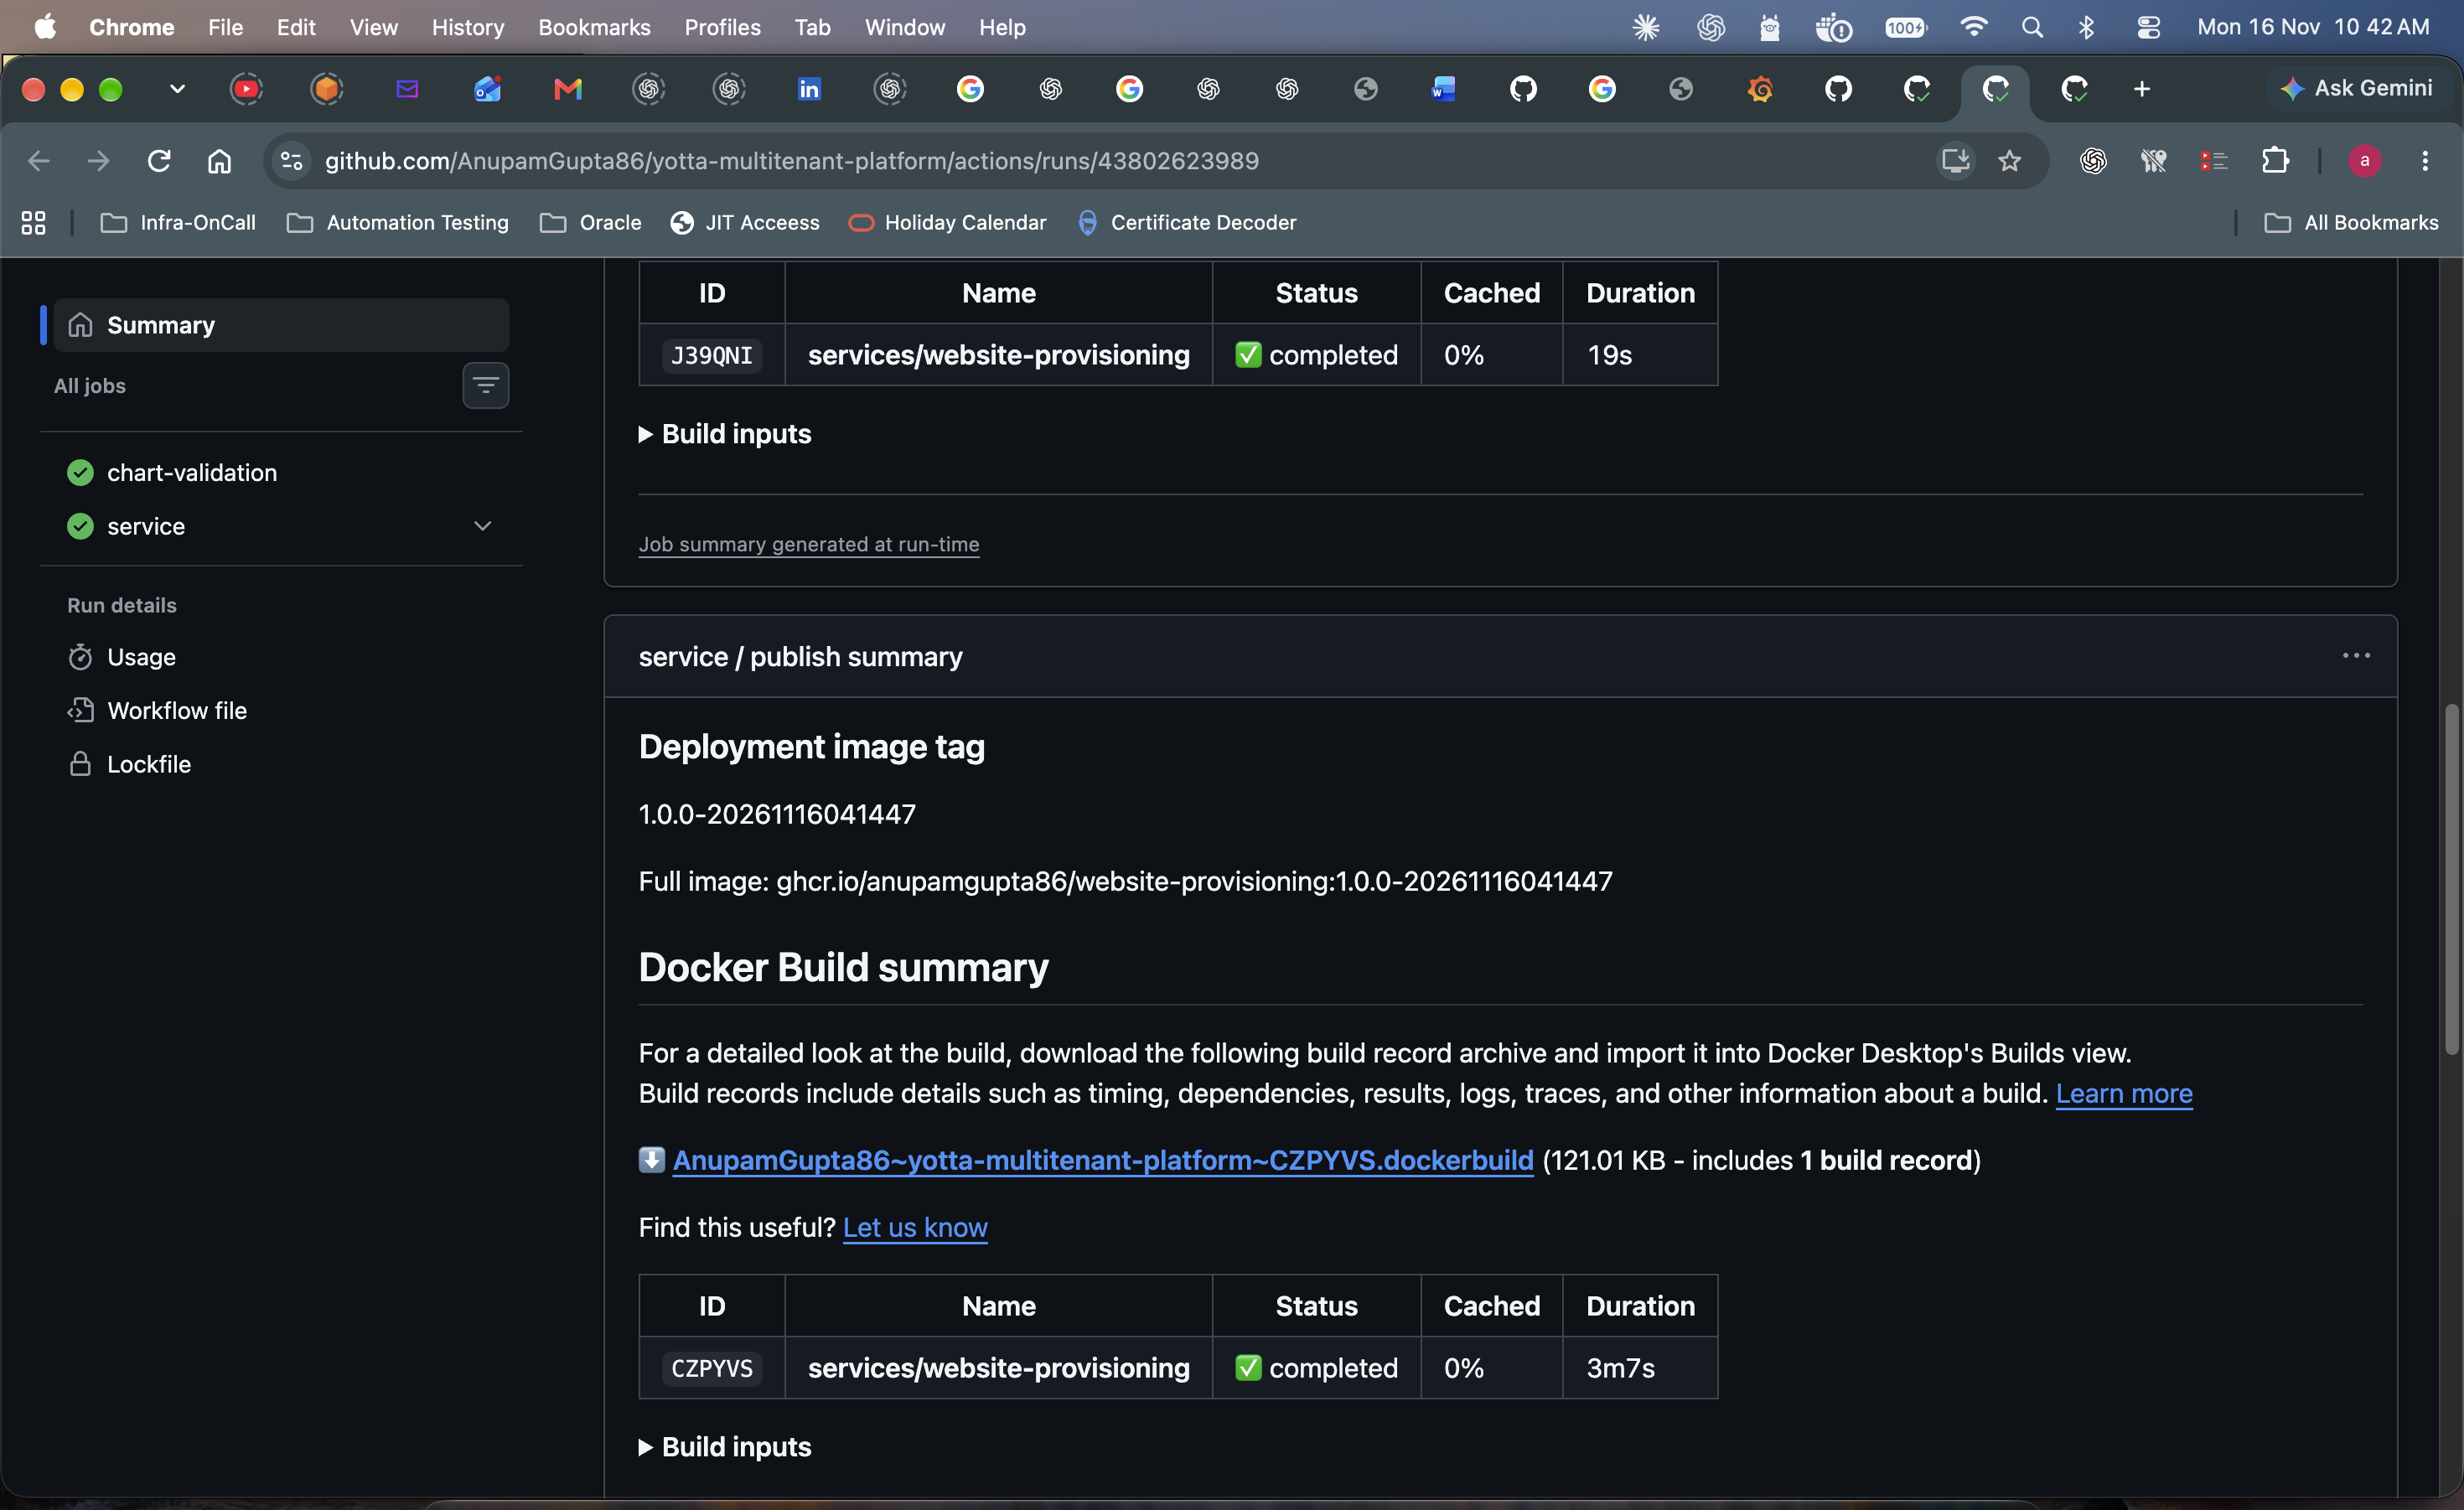 Chrome File Edit View History Bookmarks Profiles Tab Window Help 100 Mon 16 Nov 10 42 AM
Ask Gemini
github.com/AnupamGupta86/yotta-multitenant-platform/actions/runs/43802623989 a
Infra-OnCall Automation Testing Oracle JIT Acceess Holiday Calendar Certificate Decoder All Bookmarks
Summary
All jobs
chart-validation
service
Run details
Usage
Workflow file
Lockfile
ID Name Status Cached Duration
J39QNI services/website-provisioning ✅ completed 0% 19s
Build inputs
Job summary generated at run-time
service / publish summary
Deployment image tag
1.0.0-20261116041447
Full image: ghcr.io/anupamgupta86/website-provisioning:1.0.0-20261116041447
Docker Build summary
For a detailed look at the build, download the following build record archive and import it into Docker Desktop's Builds view.
Build records include details such as timing, dependencies, results, logs, traces, and other information about a build. Learn more
AnupamGupta86~yotta-multitenant-platform~CZPYVS.dockerbuild (121.01 KB - includes 1 build record)
Find this useful? Let us know
ID Name Status Cached Duration
CZPYVS services/website-provisioning ✅ completed 0% 3m7s
Build inputs